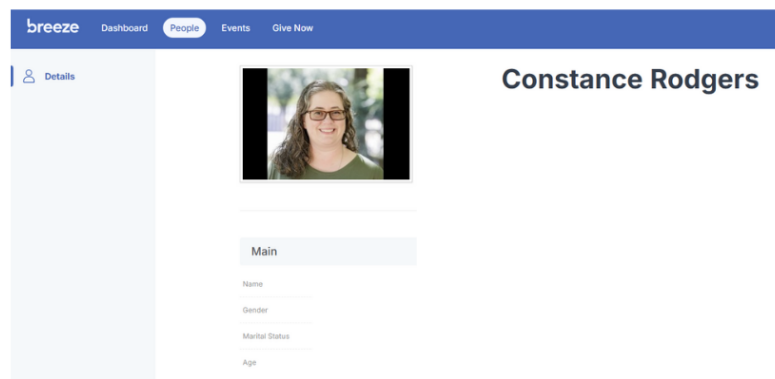 breeze Dashboard People Events Give Now
Details
Constance Rodgers
Main
Name
Gender
Marital Status
Age